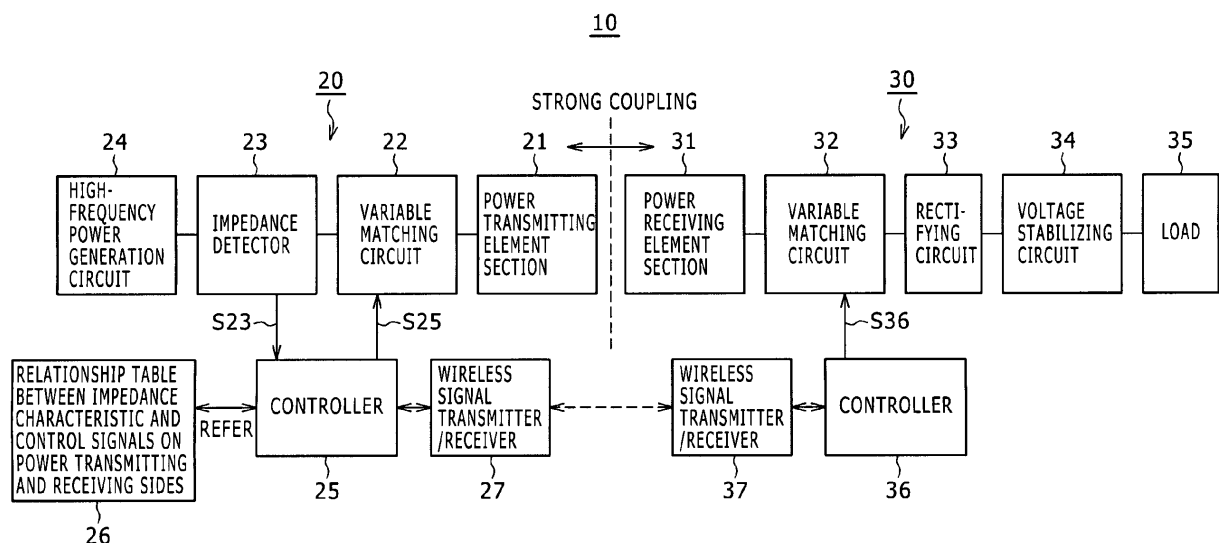 10
20
30
STRONG COUPLING
24
23
22
21
31
32
33
34
35
HIGH-
FREQUENCY
POWER
GENERATION
CIRCUIT
IMPEDANCE
DETECTOR
VARIABLE
MATCHING
CIRCUIT
POWER
TRANSMITTING
ELEMENT
SECTION
POWER
RECEIVING
ELEMENT
SECTION
VARIABLE
MATCHING
CIRCUIT
RECTI-
FYING
CIRCUIT
VOLTAGE
STABILIZING
CIRCUIT
LOAD
S23
S25
S36
RELATIONSHIP TABLE
BETWEEN IMPEDANCE
CHARACTERISTIC AND
CONTROL SIGNALS ON
POWER TRANSMITTING
AND RECEIVING SIDES
REFER
CONTROLLER
WIRELESS
SIGNAL
TRANSMITTER
/RECEIVER
WIRELESS
SIGNAL
TRANSMITTER
/RECEIVER
CONTROLLER
26
25
27
37
36